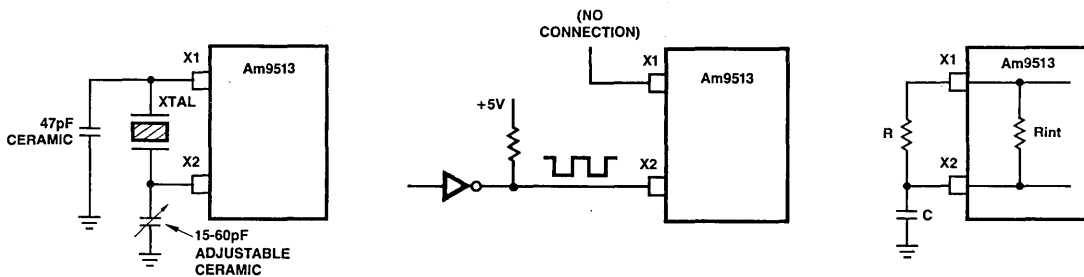 X1
Am9513
XTAL
47pF
CERAMIC
X2
15-60pF
ADJUSTABLE
CERAMIC
(NO
CONNECTION)
X1
Am9513
+5V
X2
X1
Am9513
R
Rint
X2
C